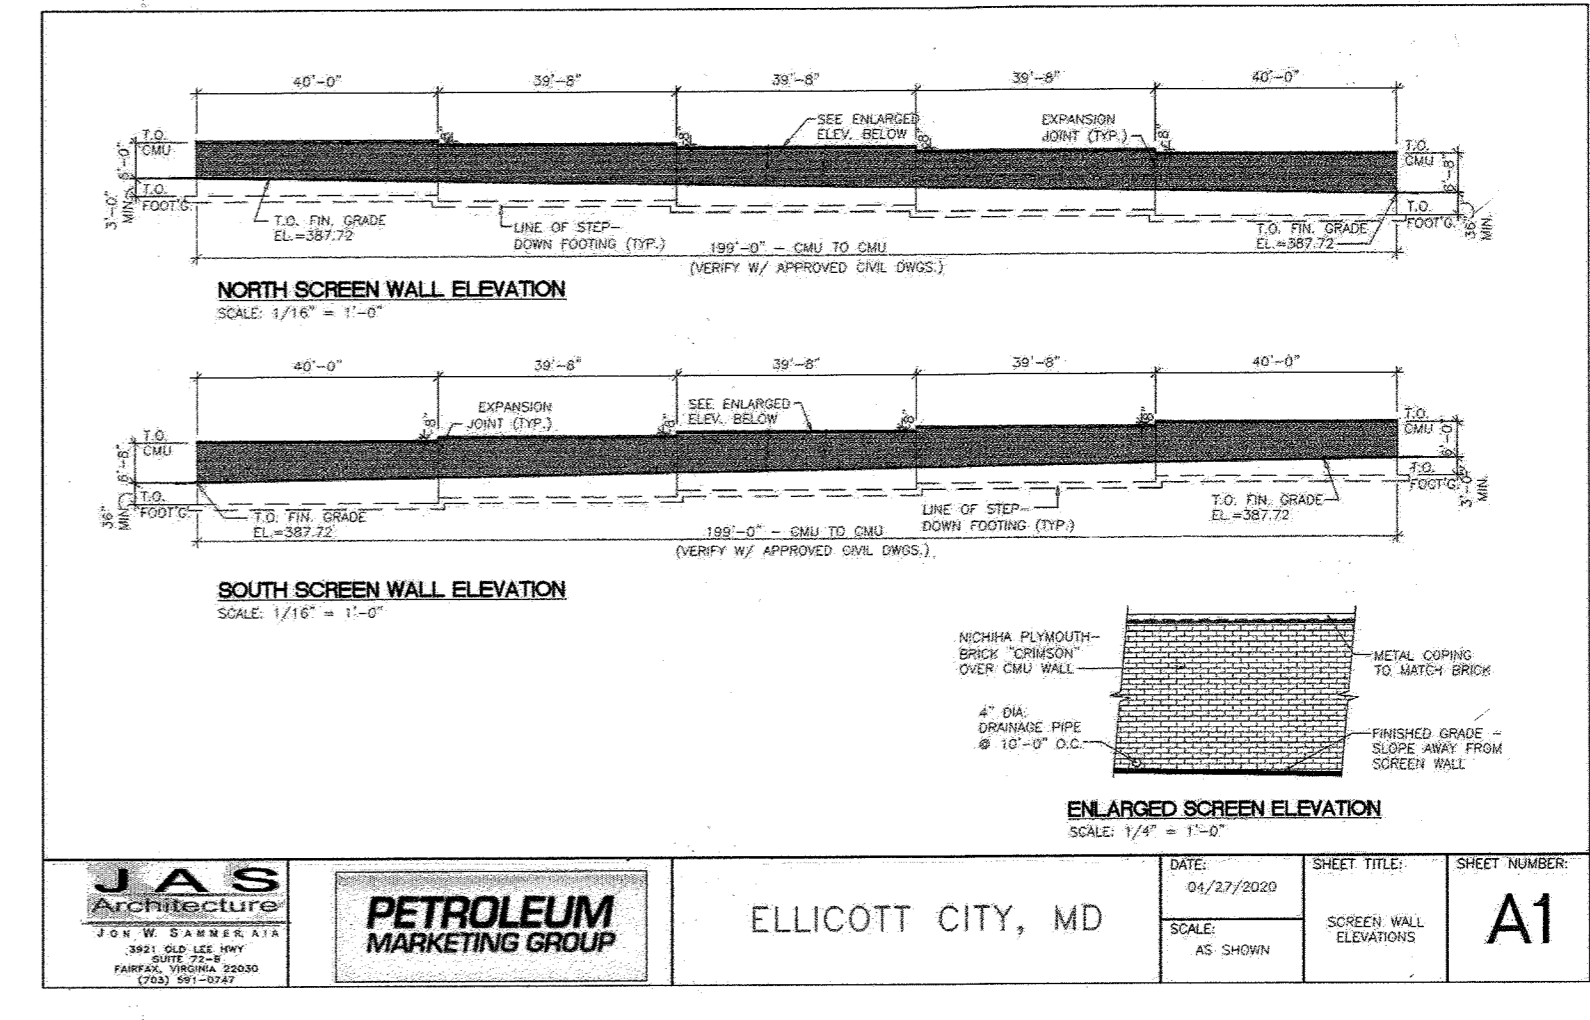 40'-0" 39'-8" 39'-8" 39'-8" 40'-0"
SEE ENLARGED
ELEV. BELOW
EXPANSION
JOINT (TYP.)
8" 8" 8"
T.O.
CMU
6'-0"
T.O.
FOOT'G.
3'-0"
MIN.
T.O. FIN. GRADE
EL.=387.72
LINE OF STEP-
DOWN FOOTING (TYP.)
199'-0" - CMU TO CMU
(VERIFY W/ APPROVED CIVIL DWGS.)
T.O. FIN. GRADE
EL.=387.72
T.O.
CMU
6'-8"
T.O.
FOOT'G.
36"
MIN.
NORTH SCREEN WALL ELEVATION
SCALE: 1/16" = 1'-0"
40'-0" 39'-8" 39'-8" 39'-8" 40'-0"
EXPANSION
JOINT (TYP.)
SEE ENLARGED
ELEV. BELOW
8" 8" 8" 8"
T.O.
CMU
6'-8"
T.O.
FOOT'G.
36"
MIN.
T.O. FIN. GRADE
EL.=387.72
199'-0" - CMU TO CMU
(VERIFY W/ APPROVED CIVIL DWGS.)
LINE OF STEP-
DOWN FOOTING (TYP.)
T.O. FIN. GRADE
EL.=387.72
T.O.
CMU
6'-0"
T.O.
FOOT'G.
3'-0"
MIN.
SOUTH SCREEN WALL ELEVATION
SCALE: 1/16" = 1'-0"
NICHIHA PLYMOUTH-
BRICK "CRIMSON"
OVER CMU WALL
METAL COPING
TO MATCH BRICK
4" DIA.
DRAINAGE PIPE
@ 10'-0" O.C.
FINISHED GRADE -
SLOPE AWAY FROM
SCREEN WALL
ENLARGED SCREEN ELEVATION
SCALE: 1/4" = 1'-0"
JAS
Architecture
JON W. SAMMER, AIA
3921 OLD LEE HWY
SUITE 72-B
FAIRFAX, VIRGINIA 22030
(703) 591-0747
PETROLEUM
MARKETING GROUP
ELLICOTT CITY, MD
DATE:
04/27/2020
SCALE:
AS SHOWN
SHEET TITLE:
SCREEN WALL
ELEVATIONS
SHEET NUMBER:
A1